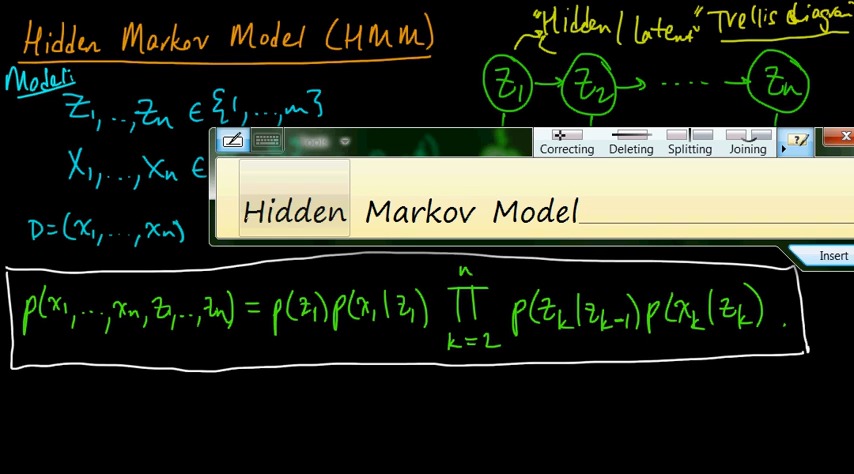 "Hidden/latent" "Trellis diagram"
Hidden Markov Model (HMM)
Model:
Z1 → Z2 → ..... → Zn
Z1,..,Zn ∈ {1,...,m}
Tools
Correcting Deleting Splitting Joining
X1,...,Xn ∈
Hidden Markov Model
D=(x1,...,xn)
Insert
p(x1,...,xn,z1,..,zn) = p(z1)p(x1|z1) ∏ k=2 n p(zk|zk-1)p(xk|zk) .